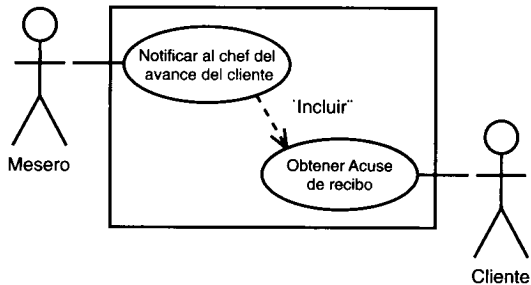 Notificar al chef del
avance del cliente
"Incluir"
Mesero
Obtener Acuse
de recibo
Cliente